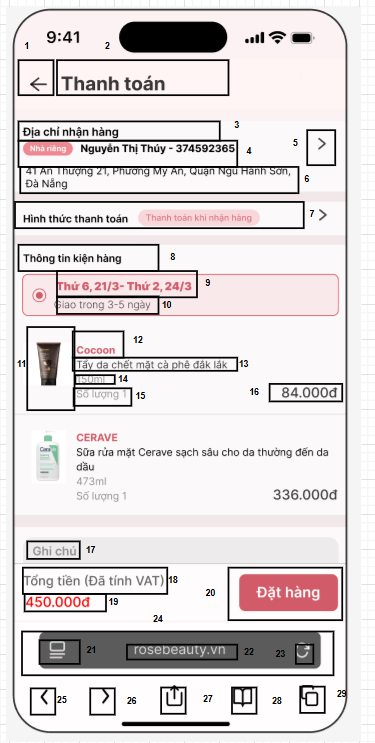 1 9:41 2
Thanh toán
3
Địa chỉ nhận hàng
Nhà riêng Nguyễn Thị Thúy - 374592365 4 5
41 An Thượng 21, Phường Mỹ An, Quận Ngũ Hành Sơn, 6
Đà Nẵng
Hình thức thanh toán Thanh toán khi nhận hàng 7
Thông tin kiện hàng 8
Thứ 6, 21/3- Thứ 2, 24/3 9
Giao trong 3-5 ngày 10
11 Cocoon 12
Tẩy da chết mặt cà phê đắk lắk 13
150ml 14
Số lượng 1 15 16 84.000đ
CERAVE
Sữa rửa mặt Cerave sạch sâu cho da thường đến da
dầu
473ml
Số lượng 1 336.000đ
Ghi chú 17
Tổng tiền (Đã tính VAT) 18
450.000đ 19 20 Đặt hàng
24
21 rosebeauty.vn 22 23
25 26 27 28 29